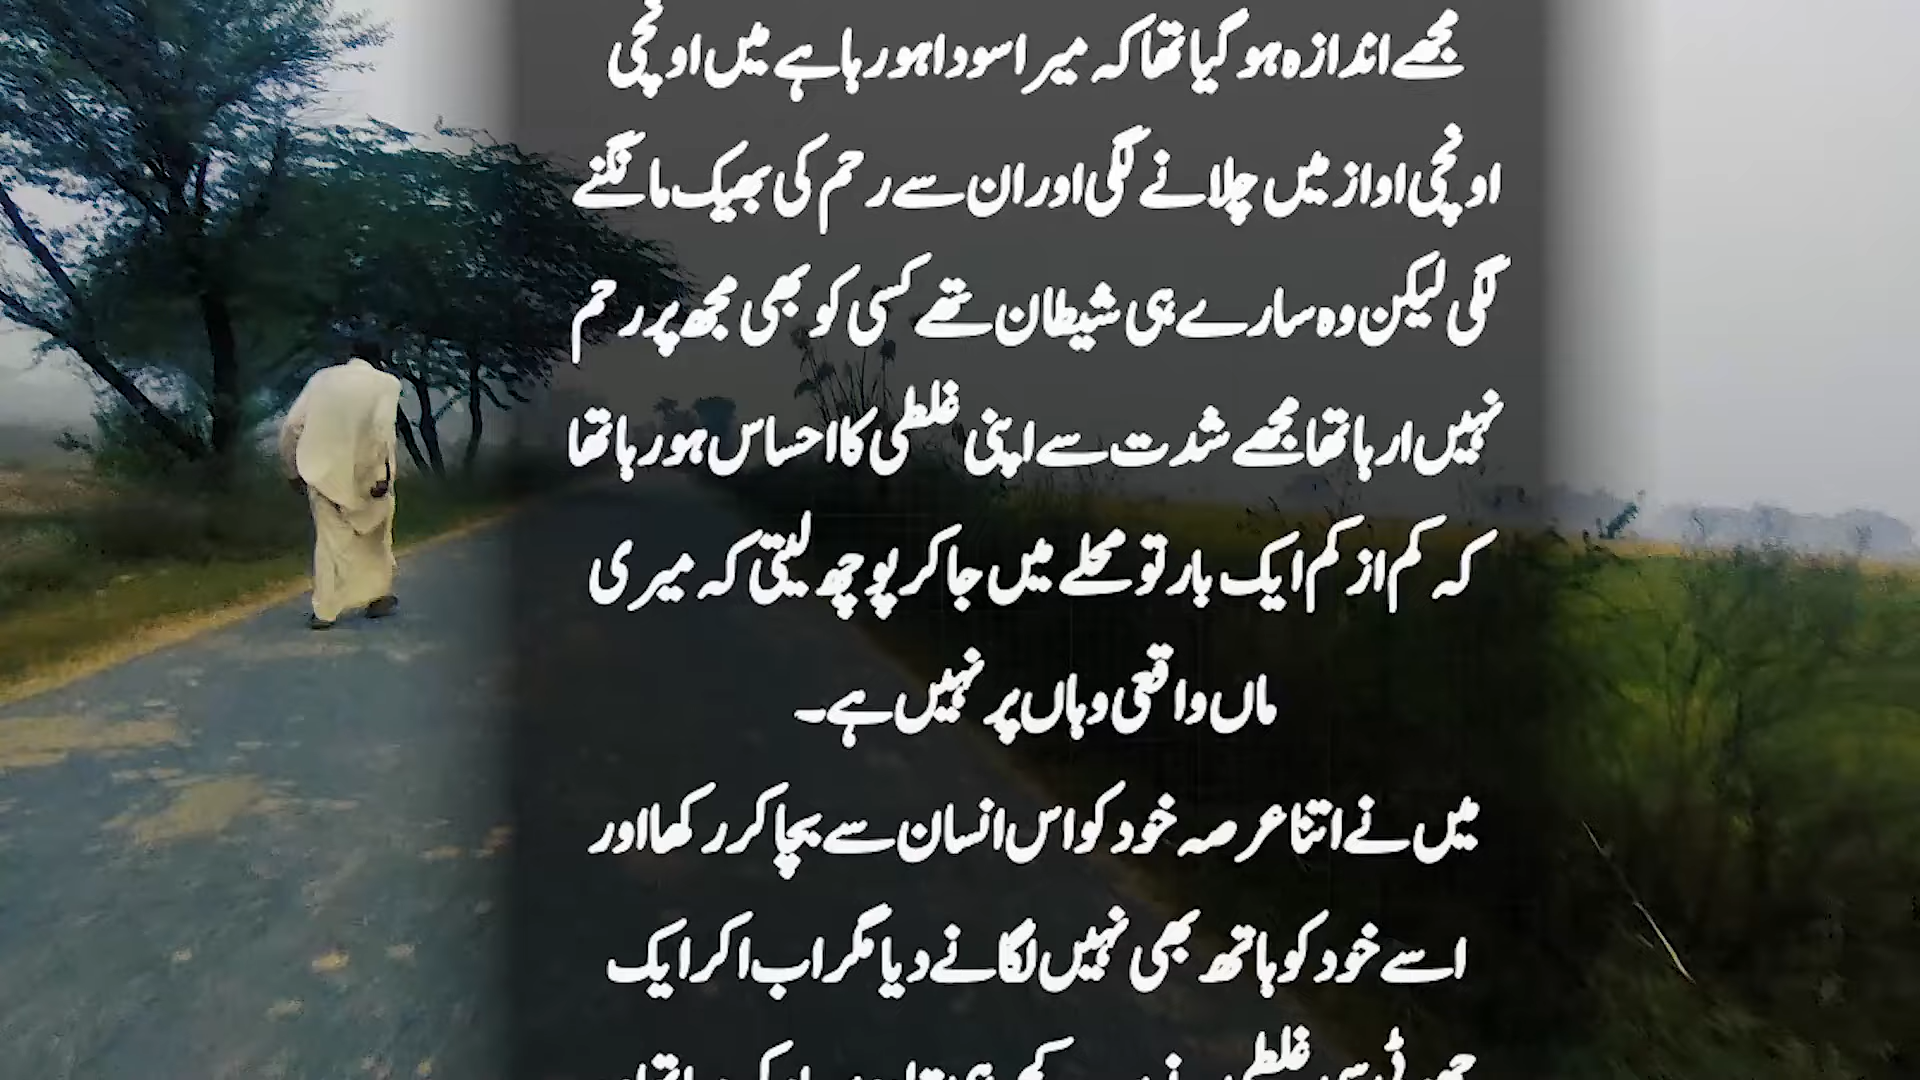 مجھے اندازہ ہو گیا تھا کہ میرا سودا ہو رہا ہے میں اونچی
اونچی اواز میں چلانے لگی اور ان سے رحم کی بھیک مانگنے
لگی لیکن وہ سارے ہی شیطان تھے کسی کو بھی مجھ پر رحم
نہیں ارہا تھا مجھے شدت سے اپنی غلطی کا احساس ہو رہا تھا
کہ کم از کم ایک بار تو محلے میں جا کر پوچھ لیتی کہ میری
ماں واقعی وہاں پر نہیں ہے۔
میں نے اتنا عرصہ خود کو اس انسان سے بچا کر رکھا اور
اسے خود کو ہاتھ بھی نہیں لگانے دیا مگر اب ا کر ایک
چھوٹی سی غلطی نے